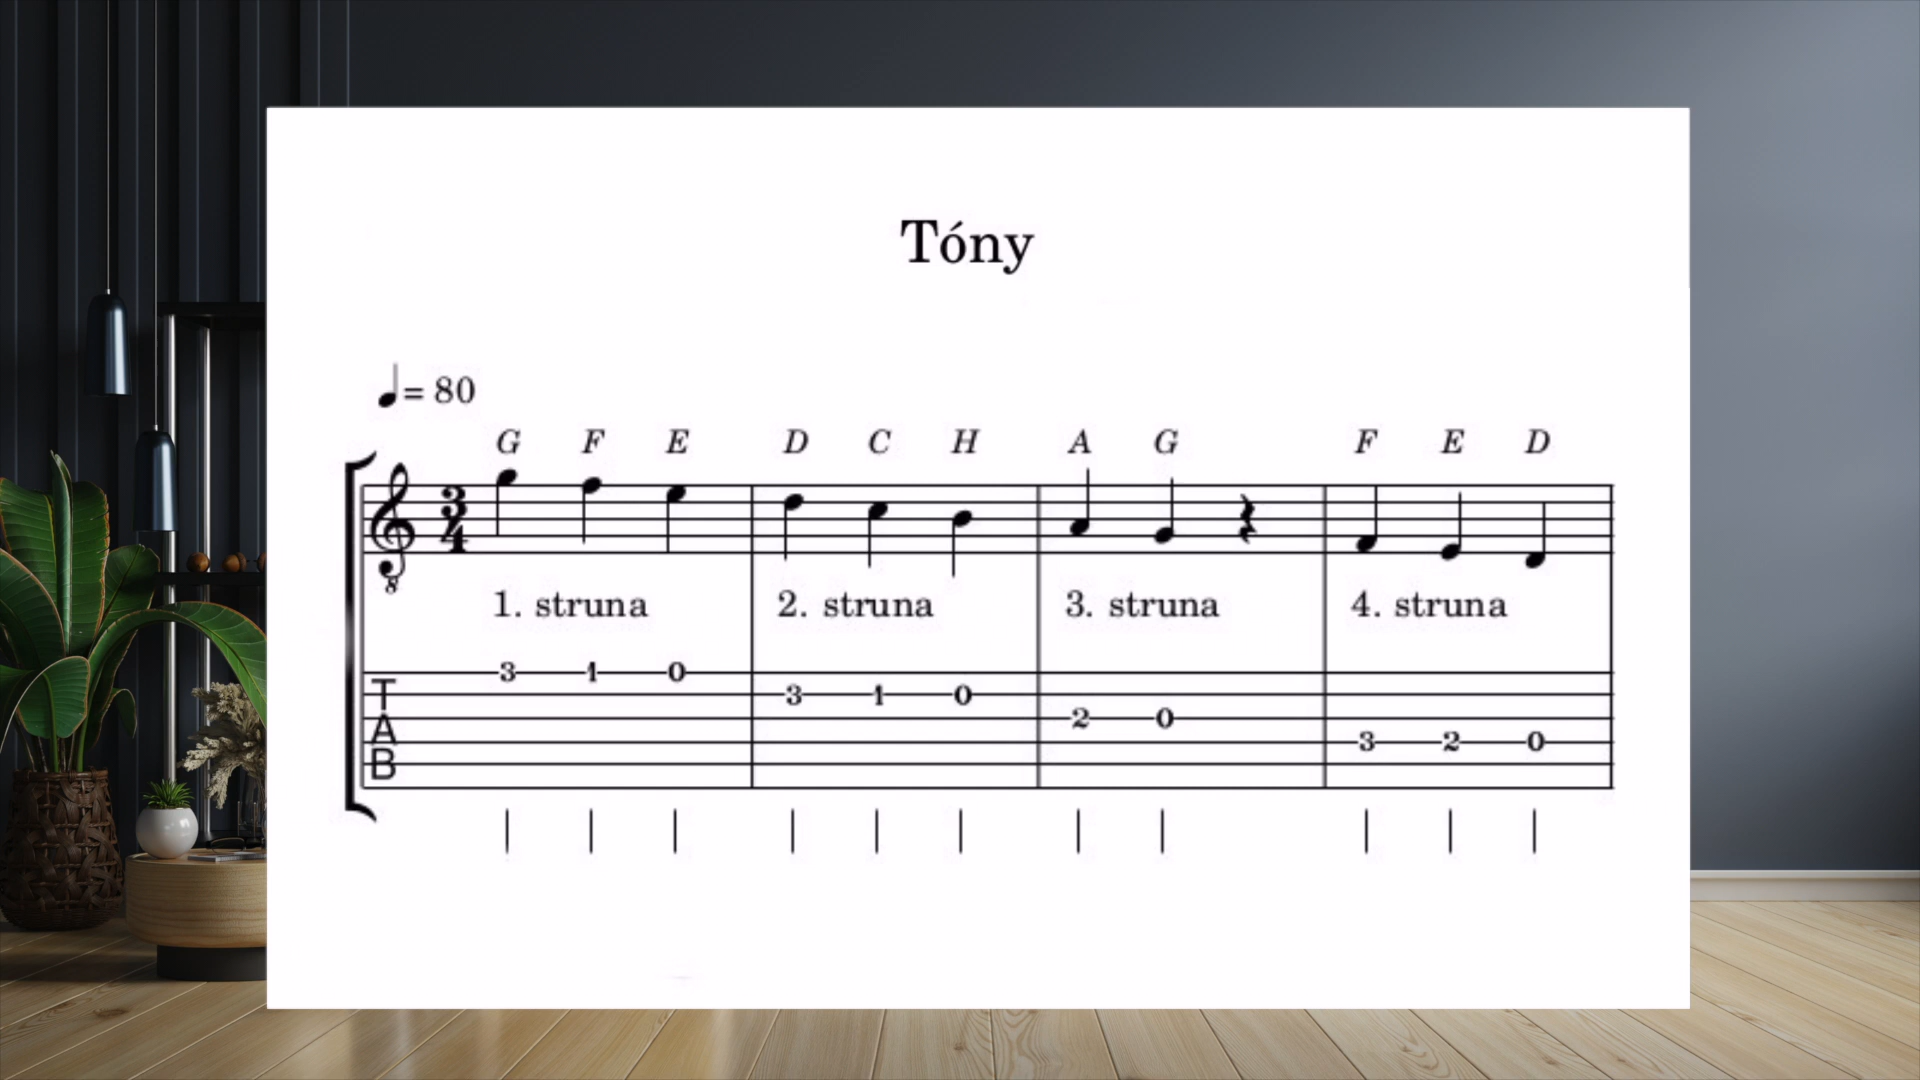 Tóny
= 80
G F E D C H A G F E D
3
4
8
1. struna 2. struna 3. struna 4. struna
T
A
B
3 1 0
3 1 0
2 0
3 2 0